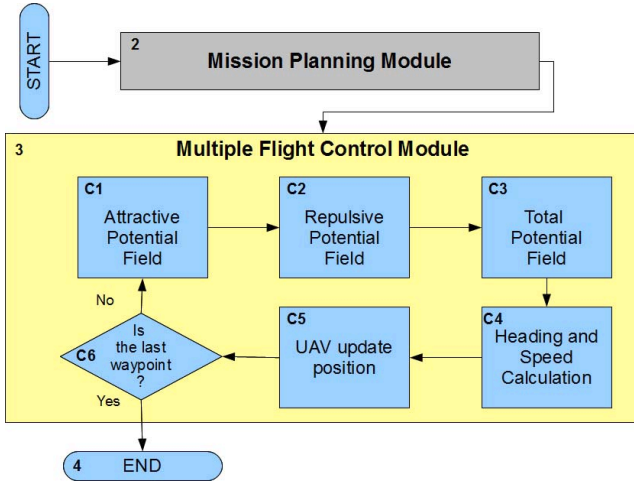 START
2
Mission Planning Module
3
Multiple Flight Control Module
C1
Attractive
Potential
Field
C2
Repulsive
Potential
Field
C3
Total
Potential
Field
C4
Heading and
Speed
Calculation
C5
UAV update
position
C6
Is
the last
waypoint
?
No
Yes
4
END